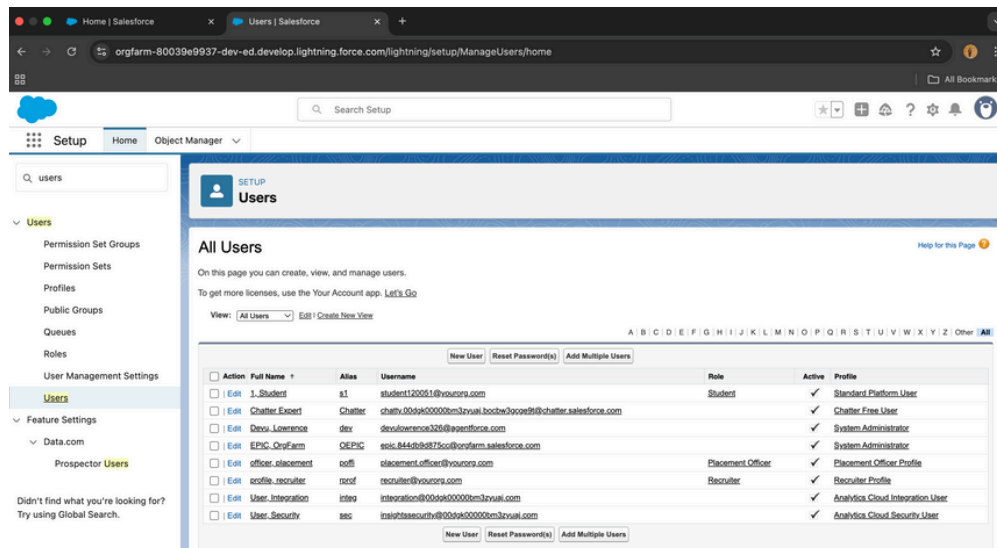 Home | Salesforce
Users | Salesforce
orgfarm-80039e9937-dev-ed.develop.lightning.force.com/lightning/setup/ManageUsers/home
All Bookmark
Search Setup
Setup Home Object Manager
users
Users
Permission Set Groups
Permission Sets
Profiles
Public Groups
Queues
Roles
User Management Settings
Users
Feature Settings
Data.com
Prospector Users
Didn't find what you're looking for?
Try using Global Search.
SETUP
Users
All Users
Help for this Page
On this page you can create, view, and manage users.
To get more licenses, use the Your Account app. Let's Go
View: All Users Edit | Create New View
A | B | C | D | E | F | G | H | I | J | K | L | M | N | O | P | Q | R | S | T | U | V | W | X | Y | Z | Other | All
New User Reset Password(s) Add Multiple Users
Action Full Name Alias Username Role Active Profile
Edit 1, Student s1 student120051@yourorg.com Student Standard Platform User
Edit Chatter Expert Chatter chatty.00dgk00000bm3zyuaj.bocbw3gcge9t@chatter.salesforce.com Chatter Free User
Edit Devu, Lowrence dev devulowrence326@agentforce.com System Administrator
Edit EPIC, OrgFarm OEPIC epic.844db9d875cc@orgfarm.salesforce.com System Administrator
Edit officer, placement poffi placement.officer@yourorg.com Placement Officer Placement Officer Profile
Edit profile, recruiter rprof recruiter@yourorg.com Recruiter Recruiter Profile
Edit User, Integration integ integration@00dgk00000bm3zyuaj.com Analytics Cloud Integration User
Edit User, Security sec insightssecurity@00dgk00000bm3zyuaj.com Analytics Cloud Security User
New User Reset Password(s) Add Multiple Users